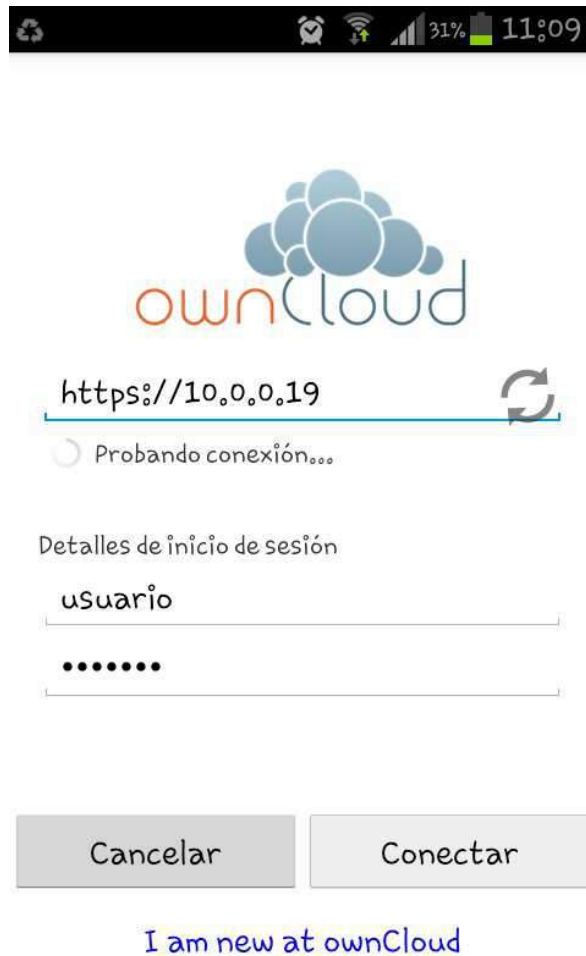 31% 11:09
ownCloud
https://10.0.0.19
Probando conexión...
Detalles de inicio de sesión
usuario
•••••••
Cancelar Conectar
I am new at ownCloud